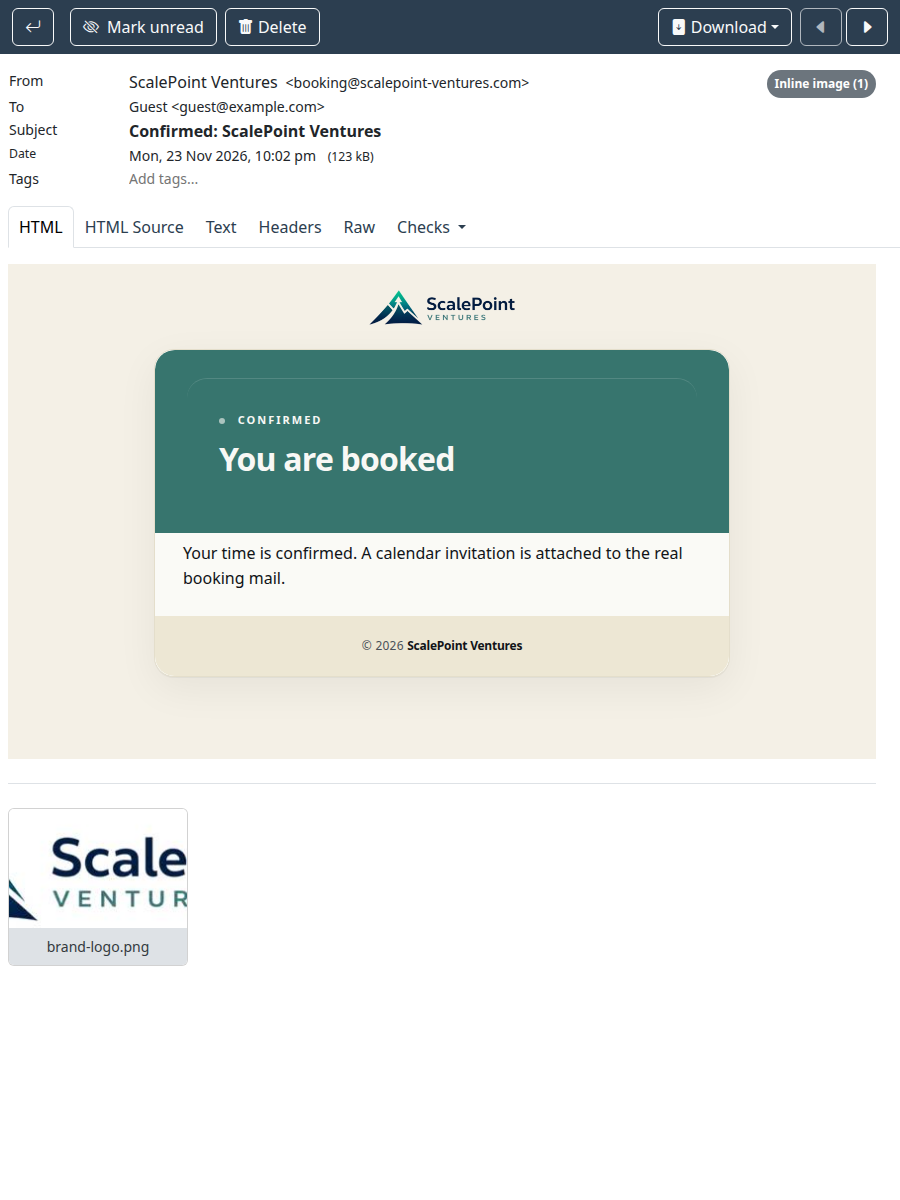 Mark unread
Delete
Download
From
ScalePoint Ventures <booking@scalepoint-ventures.com>
Inline image (1)
To
Guest <guest@example.com>
Subject
Confirmed: ScalePoint Ventures
Date
Mon, 23 Nov 2026, 10:02 pm (123 kB)
Tags
Add tags...
HTML
HTML Source
Text
Headers
Raw
Checks
ScalePoint
VENTURES
CONFIRMED
You are booked
Your time is confirmed. A calendar invitation is attached to the real
booking mail.
© 2026 ScalePoint Ventures
Scale
VENTUR
brand-logo.png